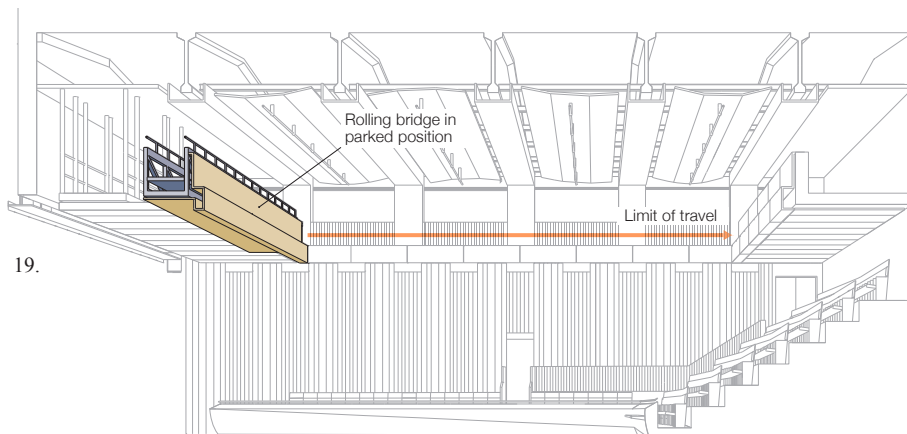 Rolling bridge in
parked position
Limit of travel
19.